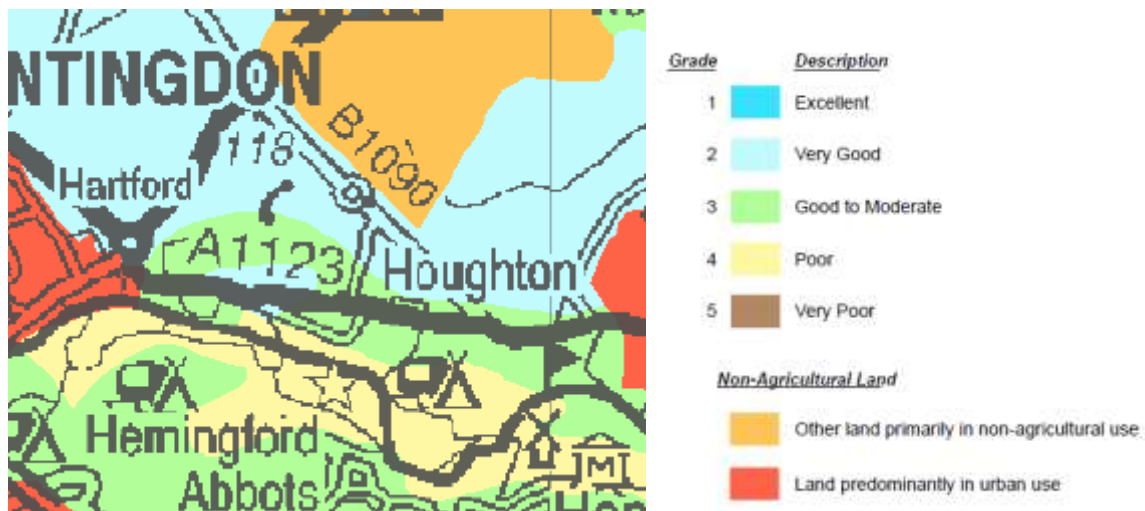 NTINGDON
118
B1090
Hartford
A1123
Houghton
Hemingford
Abbots
M
Grade
Description
1
Excellent
2
Very Good
3
Good to Moderate
4
Poor
5
Very Poor
Non-Agricultural Land
Other land primarily in non-agricultural use
Land predominantly in urban use